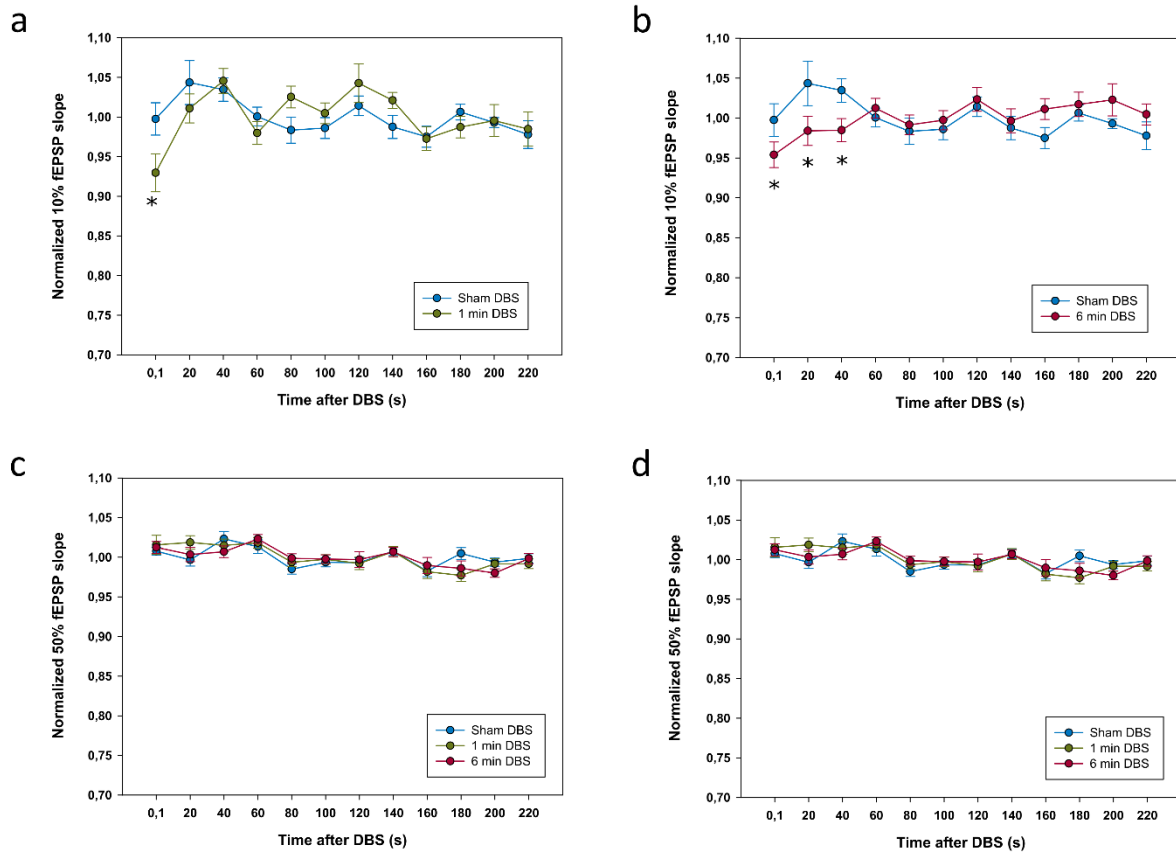 a
Normalized 10% fEPSP slope
1,10
1,05
1,00
0,95
0,90
0,85
0,80
0,75
0,70
*
Sham DBS
1 min DBS
0,1 20 40 60 80 100 120 140 160 180 200 220
Time after DBS (s)
b
Normalized 10% fEPSP slope
1,10
1,05
1,00
0,95
0,90
0,85
0,80
0,75
0,70
* * *
Sham DBS
6 min DBS
0,1 20 40 60 80 100 120 140 160 180 200 220
Time after DBS (s)
c
Normalized 50% fEPSP slope
1,10
1,05
1,00
0,95
0,90
0,85
0,80
0,75
0,70
Sham DBS
1 min DBS
6 min DBS
0,1 20 40 60 80 100 120 140 160 180 200 220
Time after DBS (s)
d
Normalized 50% fEPSP slope
1,10
1,05
1,00
0,95
0,90
0,85
0,80
0,75
0,70
Sham DBS
1 min DBS
6 min DBS
0,1 20 40 60 80 100 120 140 160 180 200 220
Time after DBS (s)